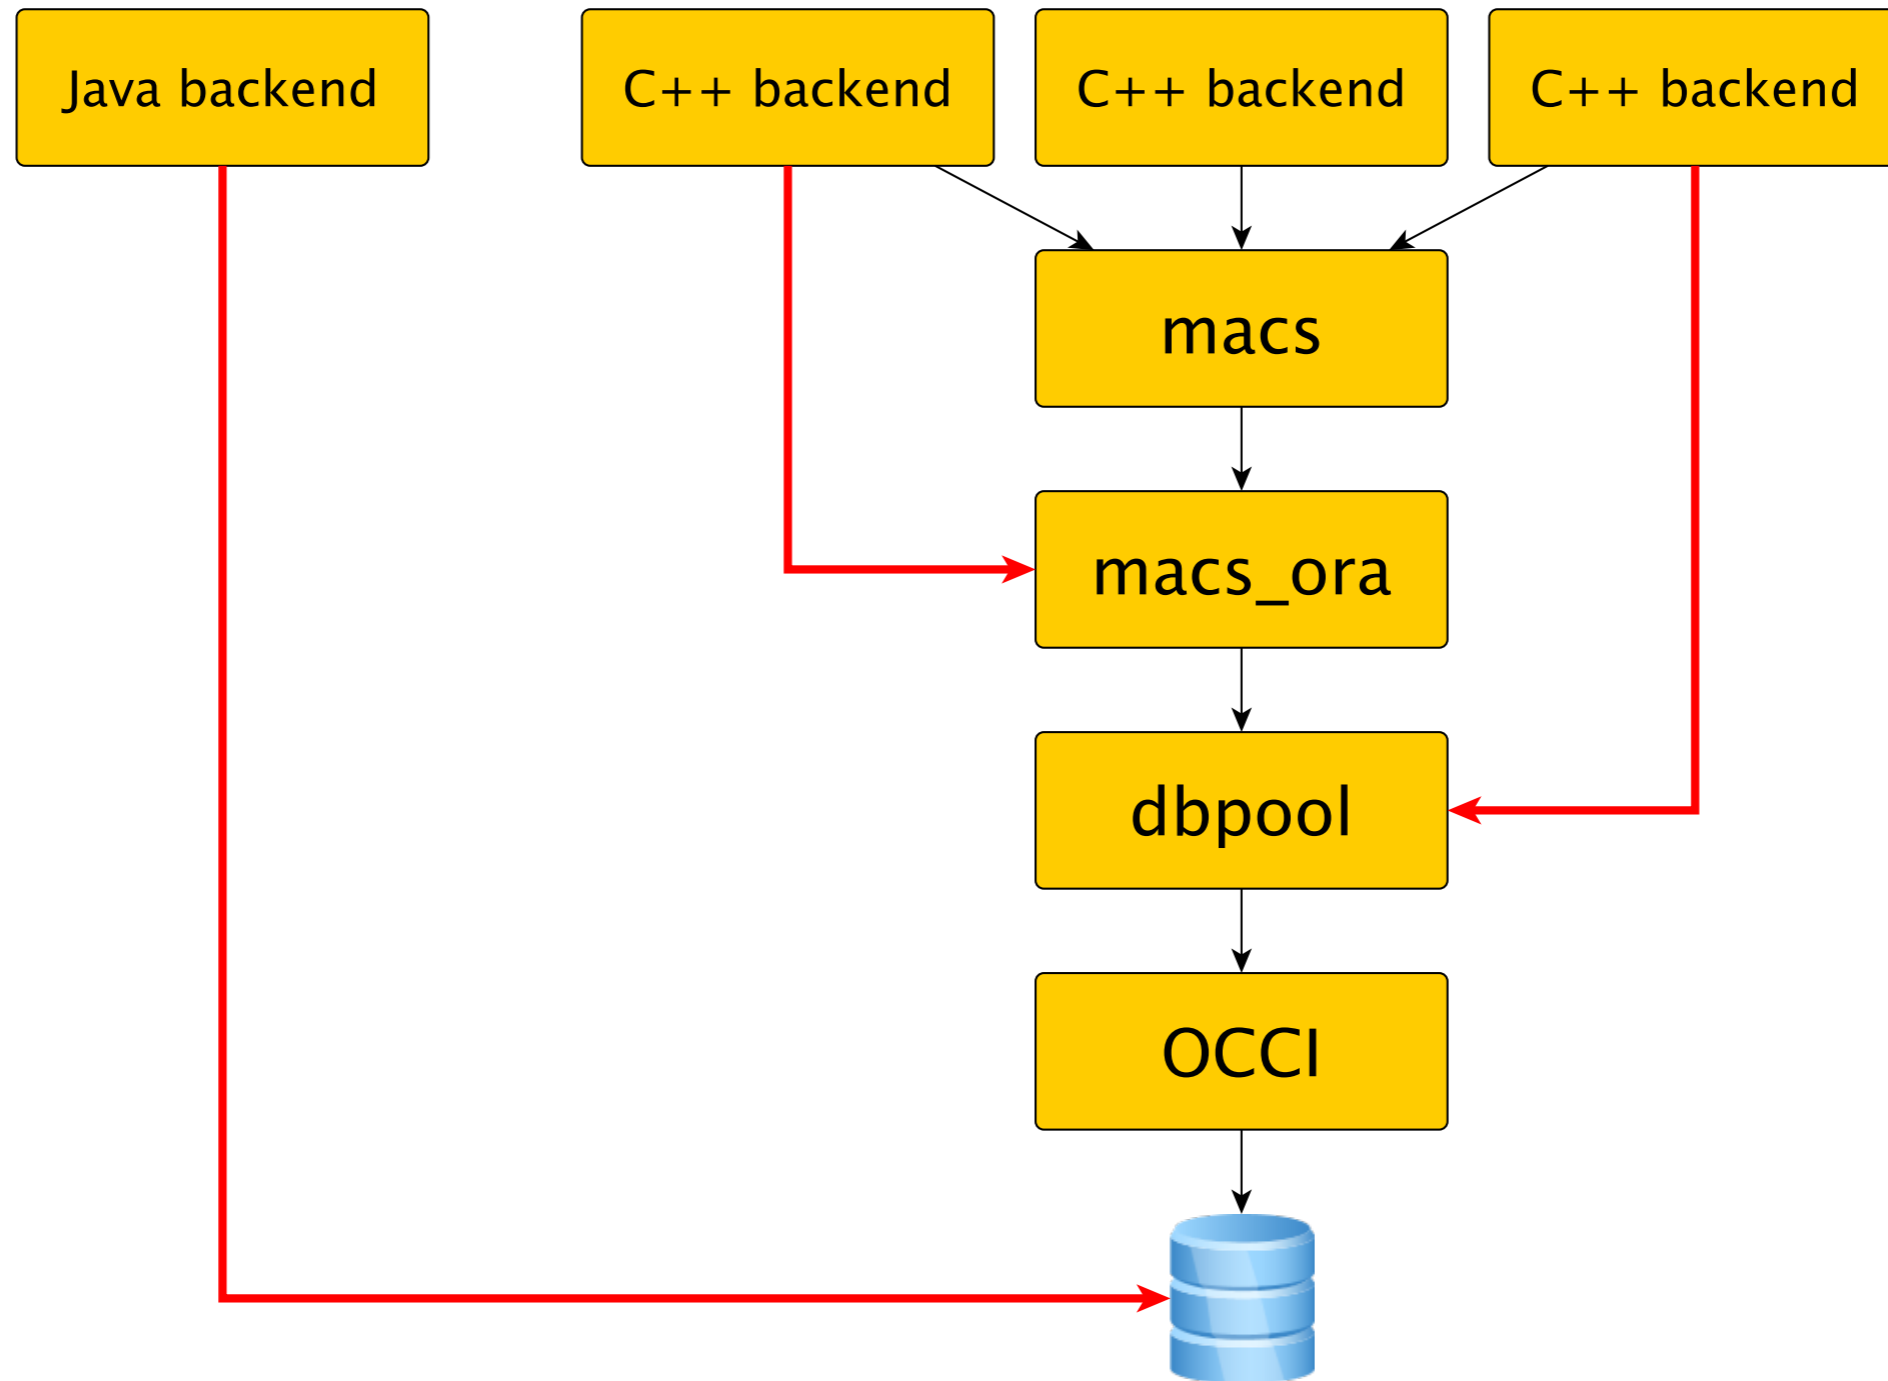 Java backend
C++ backend
C++ backend
C++ backend
macs
macs_ora
dbpool
OCCI